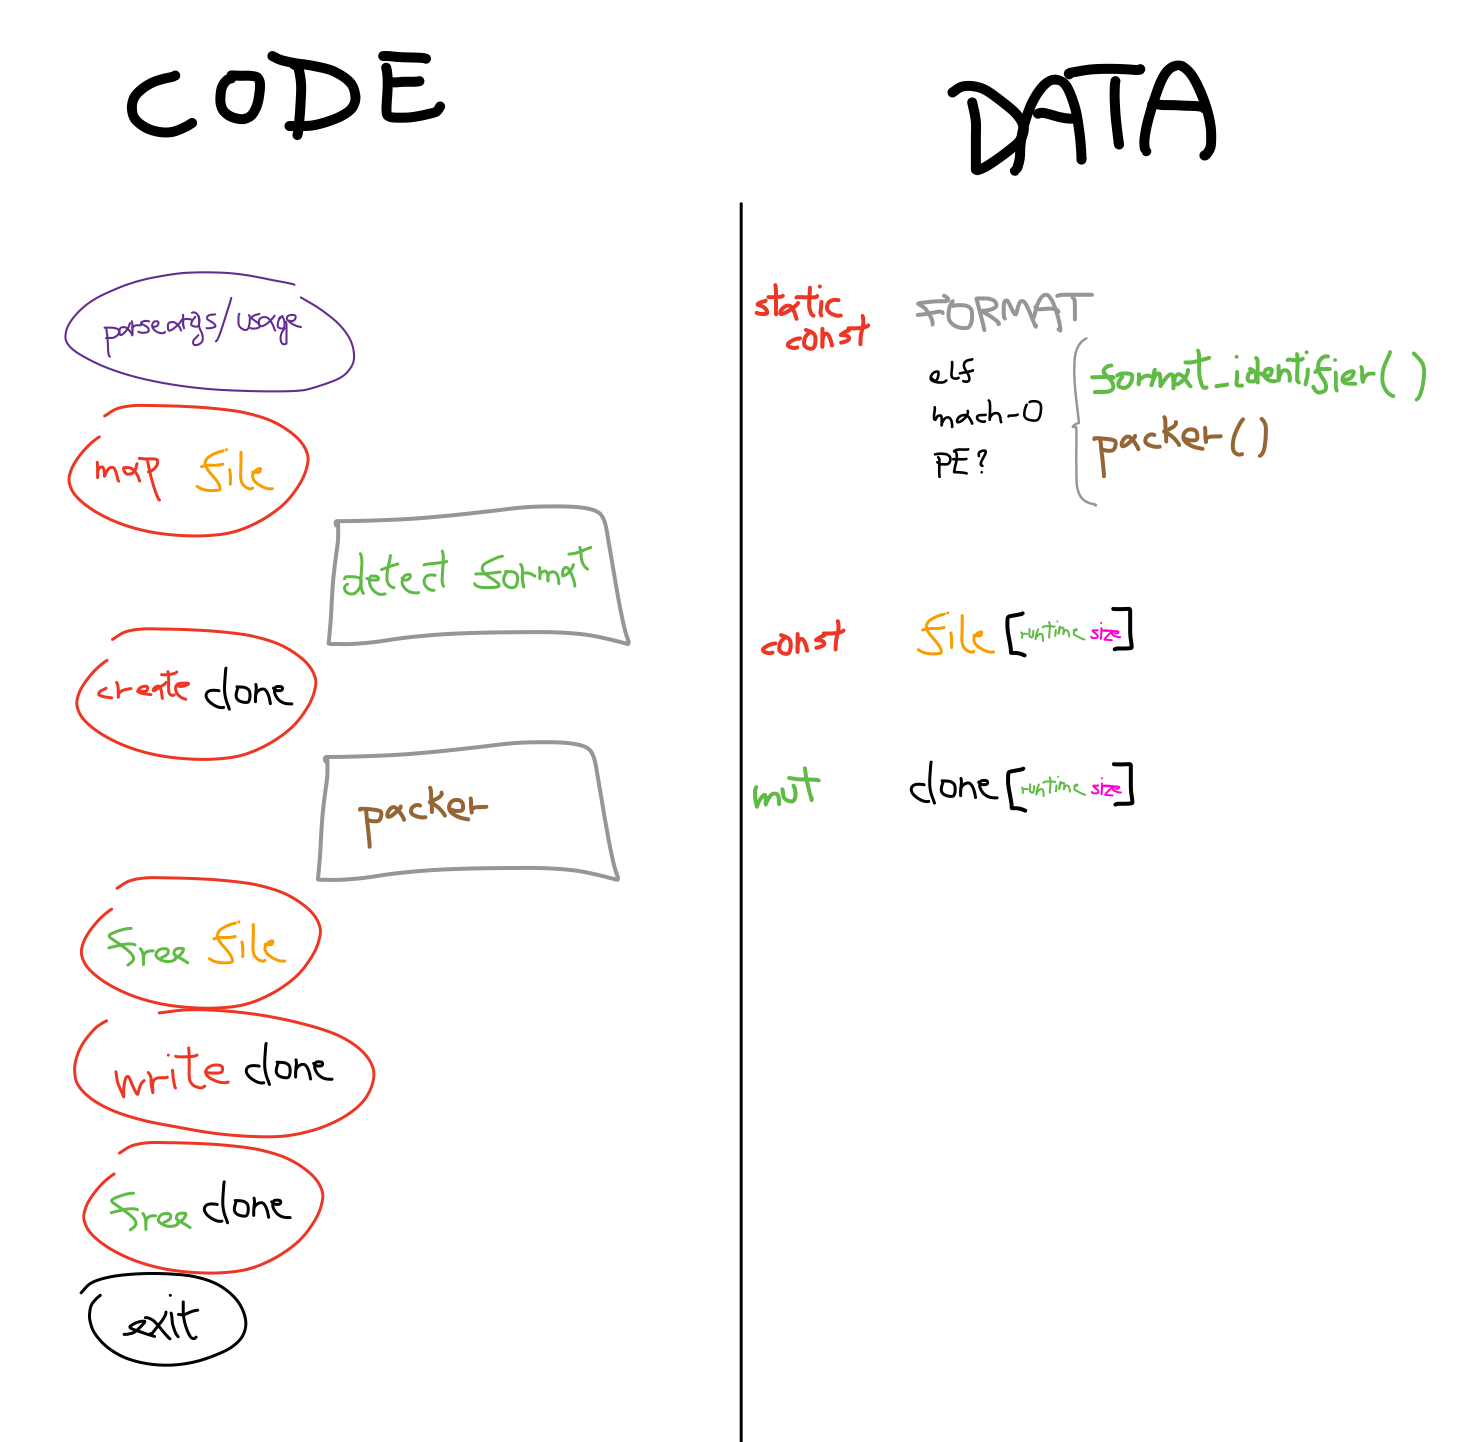 CODE
DATA
parseargs/usage
map file
detect format
create clone
packer
free file
write clone
free clone
exit
static
const
FORMAT
elf
mach-O
PE?
format_identifier()
packer()
const
file [runtime size]
mut
clone [runtime size]